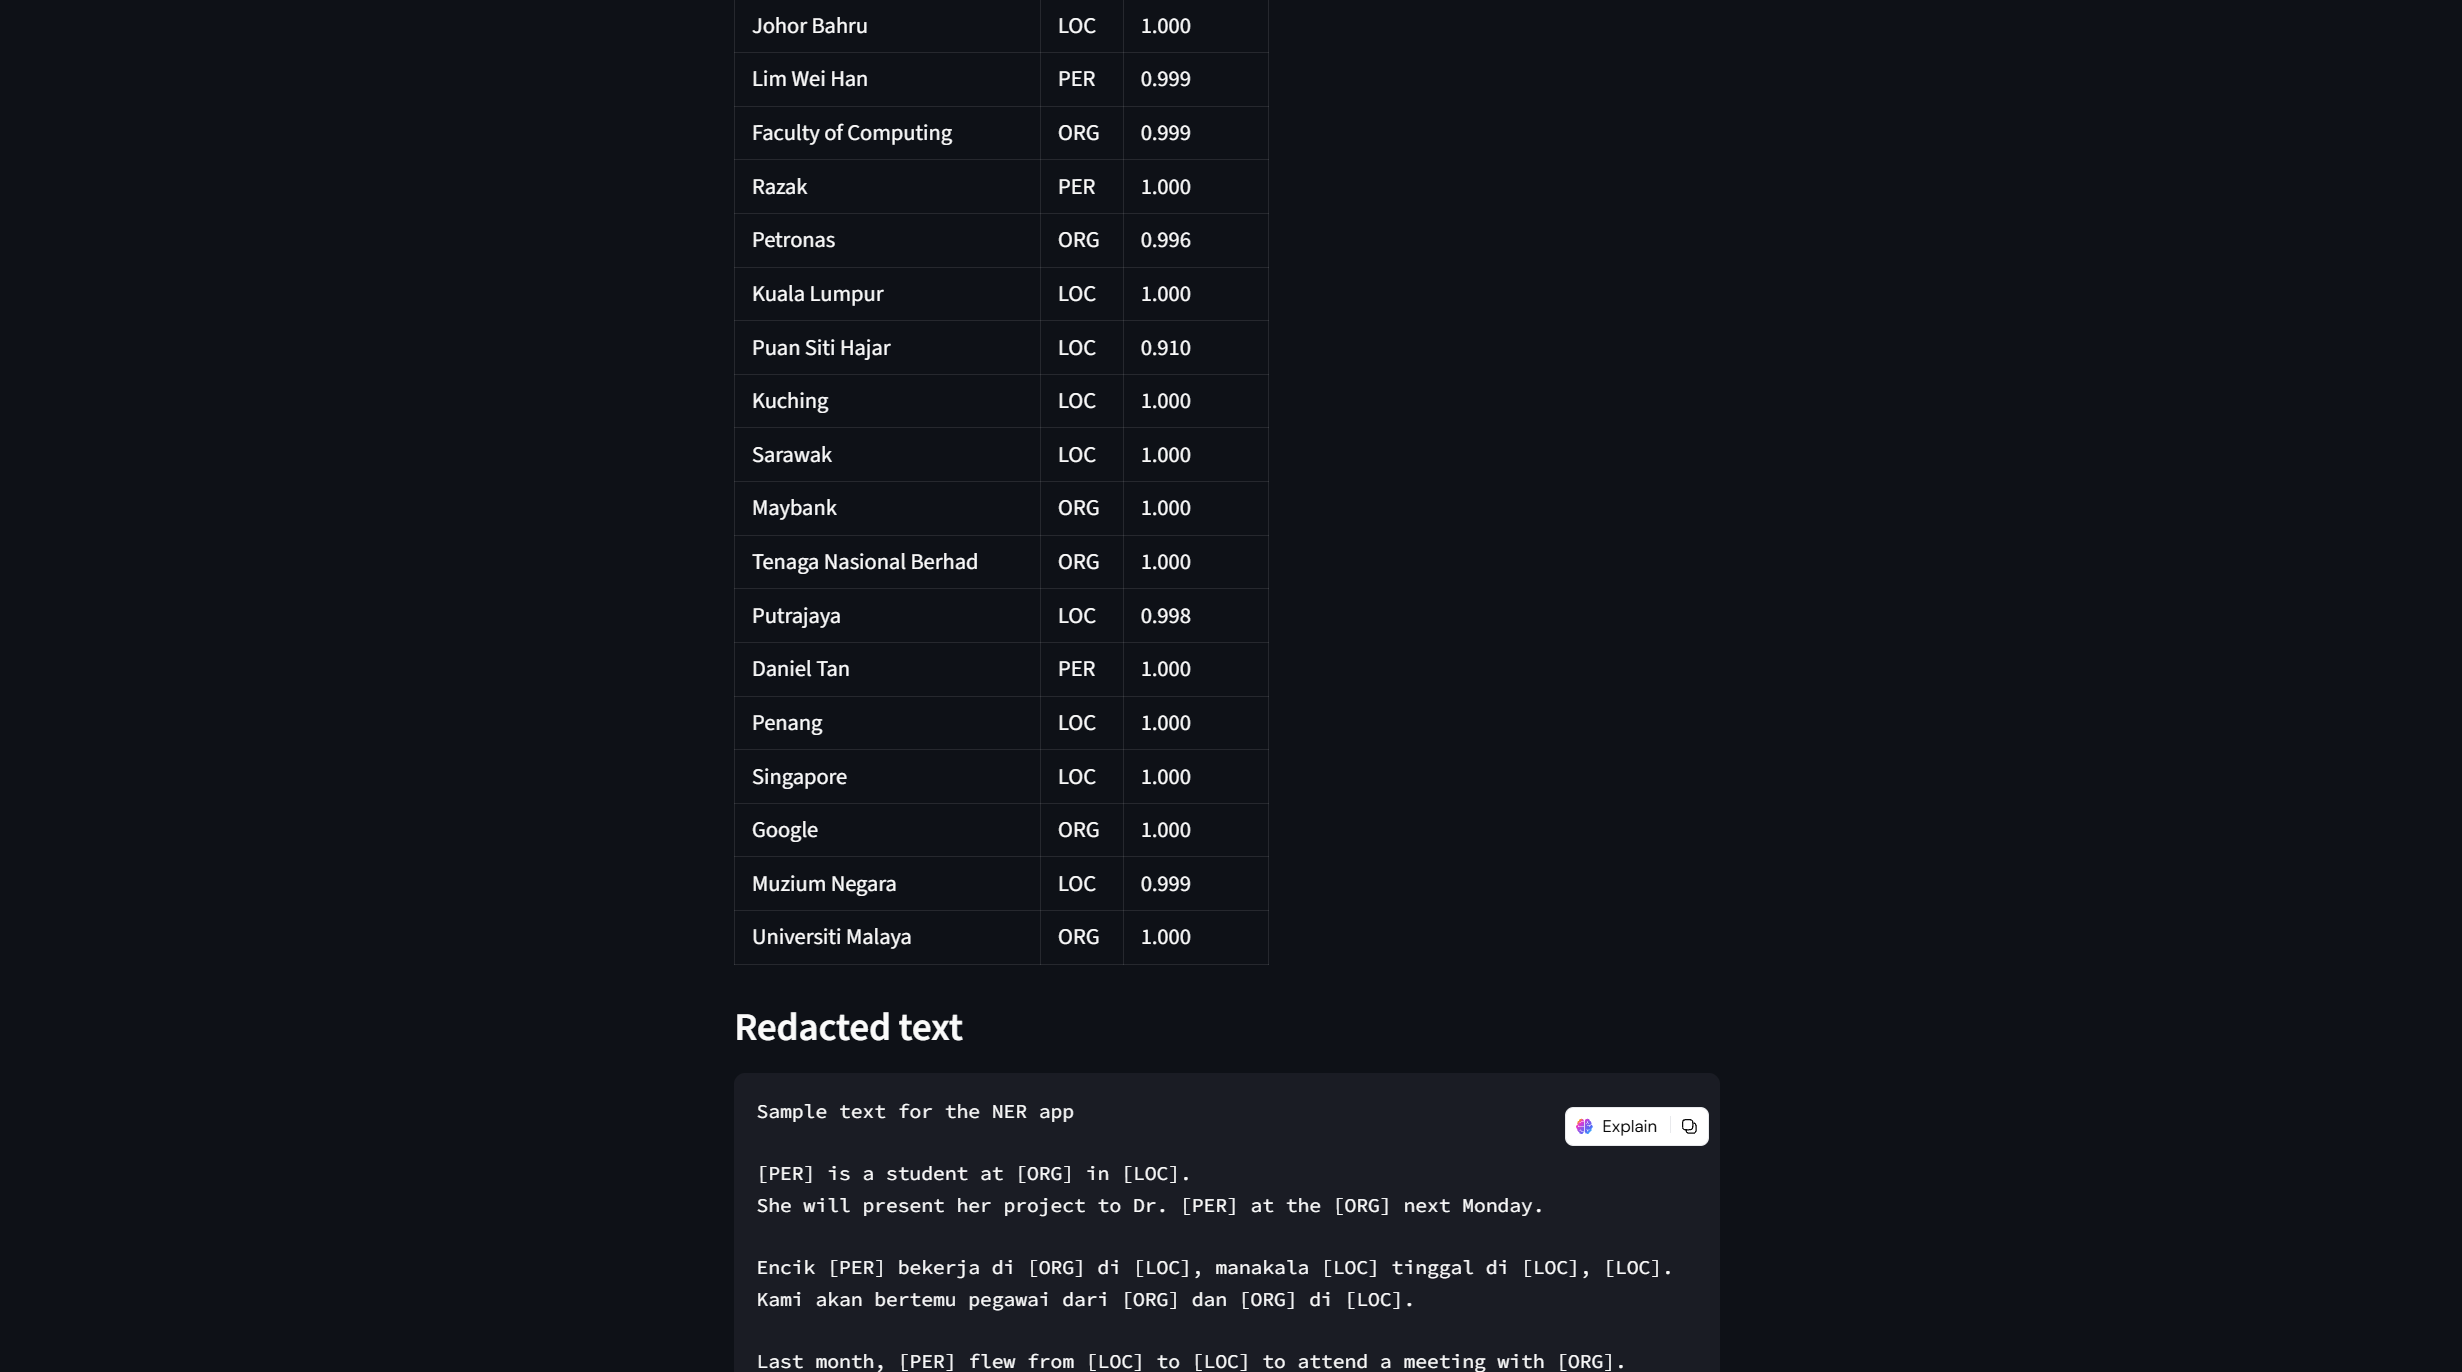 Johor Bahru LOC 1.000
Lim Wei Han PER 0.999
Faculty of Computing ORG 0.999
Razak PER 1.000
Petronas ORG 0.996
Kuala Lumpur LOC 1.000
Puan Siti Hajar LOC 0.910
Kuching LOC 1.000
Sarawak LOC 1.000
Maybank ORG 1.000
Tenaga Nasional Berhad ORG 1.000
Putrajaya LOC 0.998
Daniel Tan PER 1.000
Penang LOC 1.000
Singapore LOC 1.000
Google ORG 1.000
Muzium Negara LOC 0.999
Universiti Malaya ORG 1.000
Redacted text
Sample text for the NER app
Explain
[PER] is a student at [ORG] in [LOC].
She will present her project to Dr. [PER] at the [ORG] next Monday.
Encik [PER] bekerja di [ORG] di [LOC], manakala [LOC] tinggal di [LOC], [LOC].
Kami akan bertemu pegawai dari [ORG] dan [ORG] di [LOC].
Last month, [PER] flew from [LOC] to [LOC] to attend a meeting with [ORG].